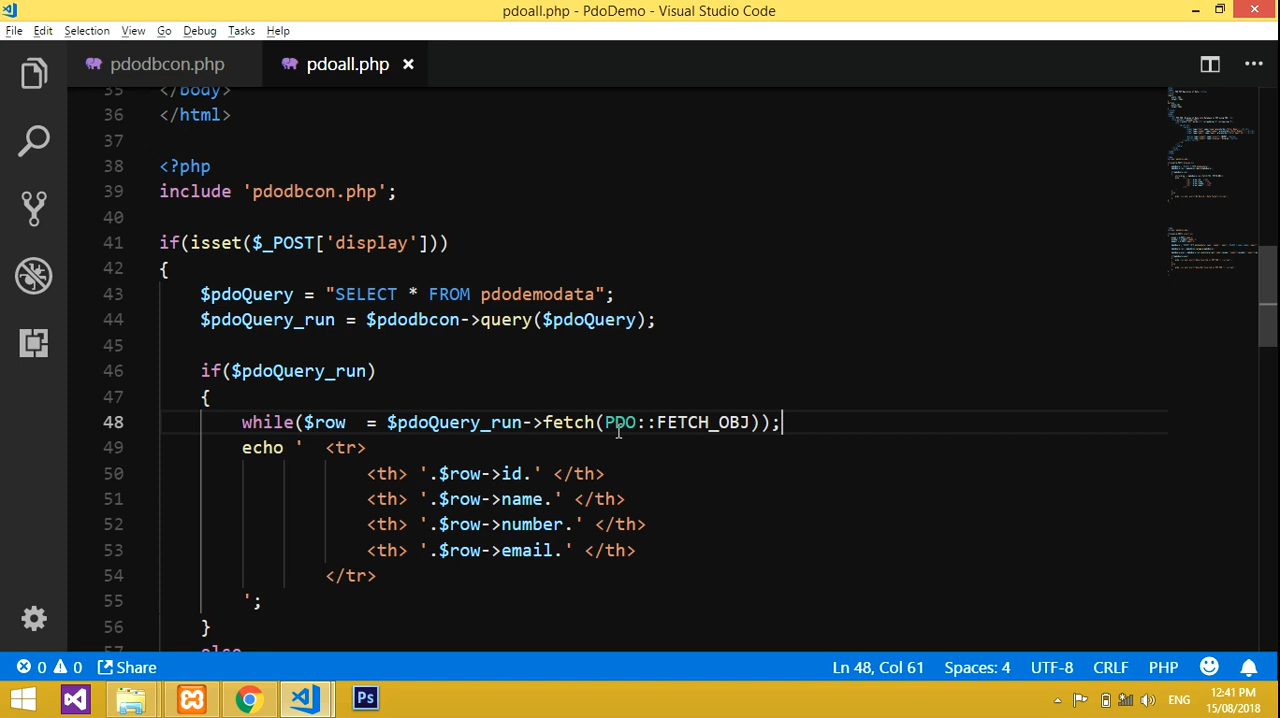 pdoall.php - PdoDemo - Visual Studio Code
File Edit Selection View Go Debug Tasks Help
pdodbcon.php pdoall.php
35 </body>
36 </html>
37
38 <?php
39 include 'pdodbcon.php';
40
41 if(isset($_POST['display']))
42 {
43 $pdoQuery = "SELECT * FROM pdodemodata";
44 $pdoQuery_run = $pdodbcon->query($pdoQuery);
45
46 if($pdoQuery_run)
47 {
48 while($row  = $pdoQuery_run->fetch(PDO::FETCH_OBJ));
49 echo '  <tr>
50 <th> '.$row->id.' </th>
51 <th> '.$row->name.' </th>
52 <th> '.$row->number.' </th>
53 <th> '.$row->email.' </th>
54 </tr>
55 ';
56 }
57 else
0 0 Share Ln 48, Col 61 Spaces: 4 UTF-8 CRLF PHP
Ps ENG 12:41 PM
15/08/2018